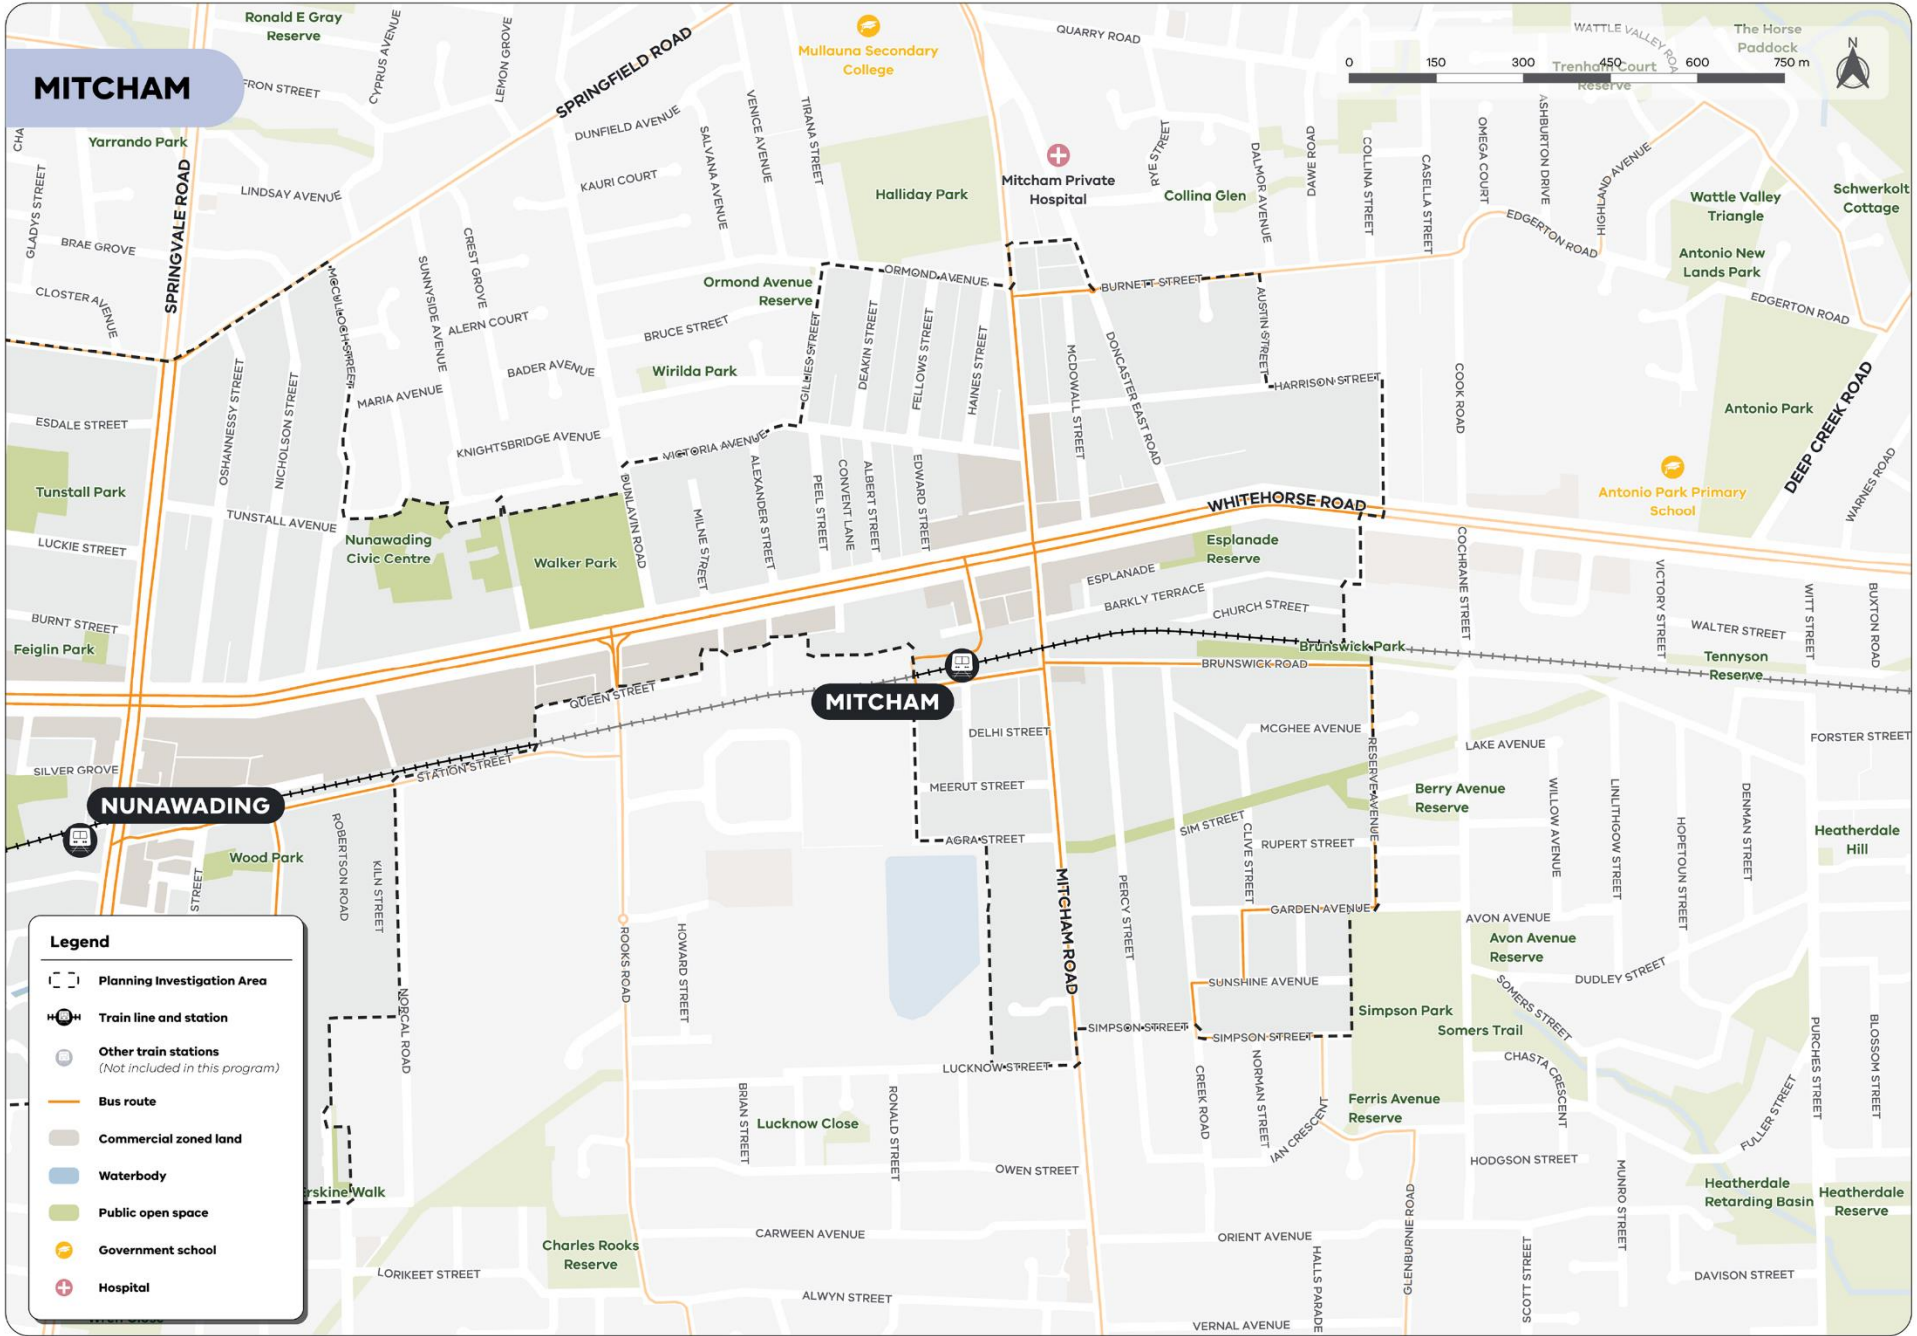 MITCHAM
Ronald E Gray
Reserve
CYPRUS AVENUE
LEMON GROVE
SPRINGFIELD ROAD
Mullauna Secondary
College
QUARRY ROAD
WATTLE VALLEY ROA
The Horse
Paddock
Trenham Court
Reserve
0 150 300 450 600 750 m
N
FRON STREET
CHA
Yarrando Park
GLADYS STREET
SPRINGVALE ROAD
LINDSAY AVENUE
BRAE GROVE
CLOSTER AVENUE
DUNFIELD AVENUE
KAURI COURT
SALVANA AVENUE
VENICE AVENUE
TIRANA STREET
Halliday Park
Mitcham Private
Hospital
RYE STREET
Collina Glen
DALMOR AVENUE
DAWE ROAD
COLLINA STREET
CASELLA STREET
OMEGA COURT
ASHBURTON DRIVE
HIGHLAND AVENUE
EDGERTON ROAD
Wattle Valley
Triangle
Schwerkolt
Cottage
Antonio New
Lands Park
EDGERTON ROAD
MCCULLOCH STREET
SUNNYSIDE AVENUE
CREST GROVE
ALERN COURT
BADER AVENUE
MARIA AVENUE
KNIGHTSBRIDGE AVENUE
Ormond Avenue
Reserve
ORMOND AVENUE
BRUCE STREET
Wirilda Park
GILLIES STREET
DEAKIN STREET
FELLOWS STREET
HAINES STREET
BURNETT STREET
AUSTIN STREET
HARRISON STREET
MCDOWALL STREET
DONCASTER EAST ROAD
COOK ROAD
Antonio Park
DEEP CREEK ROAD
WARNES ROAD
Antonio Park Primary
School
ESDALE STREET
OSHANNESSY STREET
NICHOLSON STREET
Tunstall Park
TUNSTALL AVENUE
LUCKIE STREET
Nunawading
Civic Centre
Walker Park
VICTORIA AVENUE
DUNLAVIN ROAD
MILNE STREET
ALEXANDER STREET
PEEL STREET
CONVENT LANE
ALBERT STREET
EDWARD STREET
WHITEHORSE ROAD
Esplanade
Reserve
ESPLANADE
BARKLY TERRACE
CHURCH STREET
COCHRANE STREET
VICTORY STREET
WALTER STREET
WITT STREET
BUXTON ROAD
BURNT STREET
Feiglin Park
Brunswick Park
BRUNSWICK ROAD
Tennyson
Reserve
MITCHAM
QUEEN STREET
STATION STREET
SILVER GROVE
NUNAWADING
DELHI STREET
MEERUT STREET
AGRA STREET
MCGHEE AVENUE
RESERVE AVENUE
LAKE AVENUE
FORSTER STREET
Berry Avenue
Reserve
WILLOW AVENUE
LINLITHGOW STREET
HOPETOUN STREET
DENMAN STREET
Heatherdale
Hill
SIM STREET
CLIVE STREET
RUPERT STREET
Wood Park
STREET
ROBERTSON ROAD
KILN STREET
NORCAL ROAD
ROOKS ROAD
HOWARD STREET
MITCHAM ROAD
PERCY STREET
GARDEN AVENUE
AVON AVENUE
Avon Avenue
Reserve
DUDLEY STREET
SUNSHINE AVENUE
SIMPSON STREET
SIMPSON STREET
Simpson Park
Somers Trail
SOMERS STREET
CHASTA CRESCENT
PURCHES STREET
BLOSSOM STREET
LUCKNOW STREET
BRIAN STREET
Lucknow Close
RONALD STREET
CREEK ROAD
NORMAN STREET
IAN CRESCENT
Ferris Avenue
Reserve
FULLER STREET
OWEN STREET
HODGSON STREET
MUNRO STREET
Heatherdale
Retarding Basin
Heatherdale
Reserve
Erskine Walk
Charles Rooks
Reserve
CARWEEN AVENUE
ORIENT AVENUE
GLENBURNIE ROAD
HALLS PARADE
SCOTT STREET
DAVISON STREET
LORIKEET STREET
ALWYN STREET
VERNAL AVENUE
Legend
Planning Investigation Area
Train line and station
Other train stations
(Not included in this program)
Bus route
Commercial zoned land
Waterbody
Public open space
Government school
Hospital